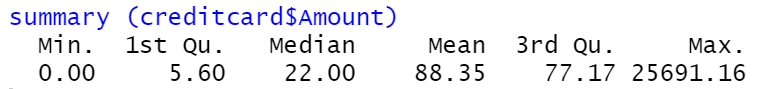 summary (creditcard$Amount)
Min. 1st Qu. Median Mean 3rd Qu. Max.
0.00 5.60 22.00 88.35 77.17 25691.16